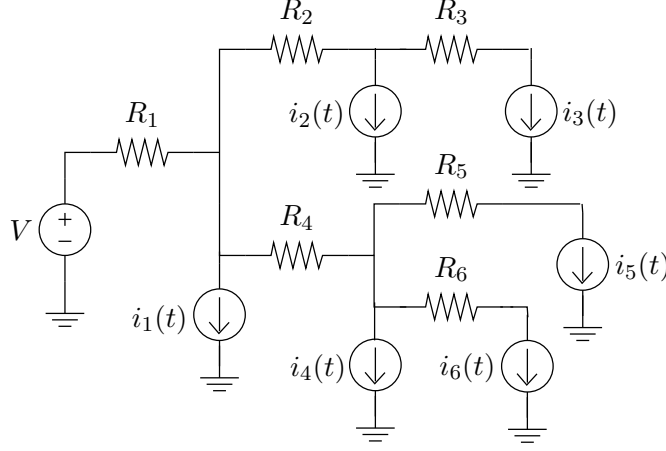 R_2 R_3
R_1
i_2(t) i_3(t)
R_5
V + − R_4
i_5(t)
R_6
i_1(t)
i_4(t) i_6(t)